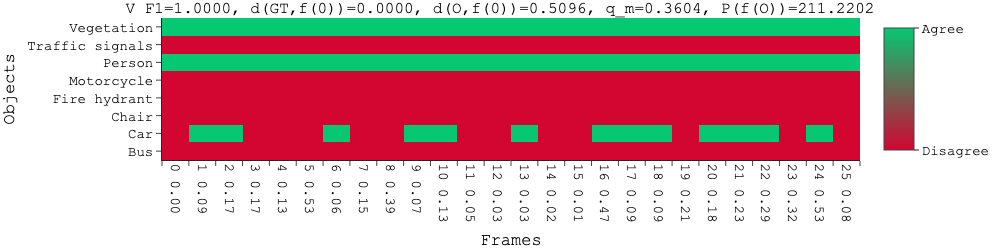 V F1=1.0000, d(GT,f(0))=0.0000, d(O,f(0))=0.5096, q_m=0.3604, P(f(O))=211.2202
Objects
Vegetation
Traffic signals
Person
Motorcycle
Fire hydrant
Chair
Car
Bus
Agree
Disagree
0 0.00
1 0.09
2 0.17
3 0.17
4 0.13
5 0.53
6 0.06
7 0.15
8 0.39
9 0.07
10 0.13
11 0.05
12 0.03
13 0.03
14 0.02
15 0.01
16 0.47
17 0.09
18 0.09
19 0.21
20 0.18
21 0.23
22 0.29
23 0.32
24 0.53
25 0.08
Frames